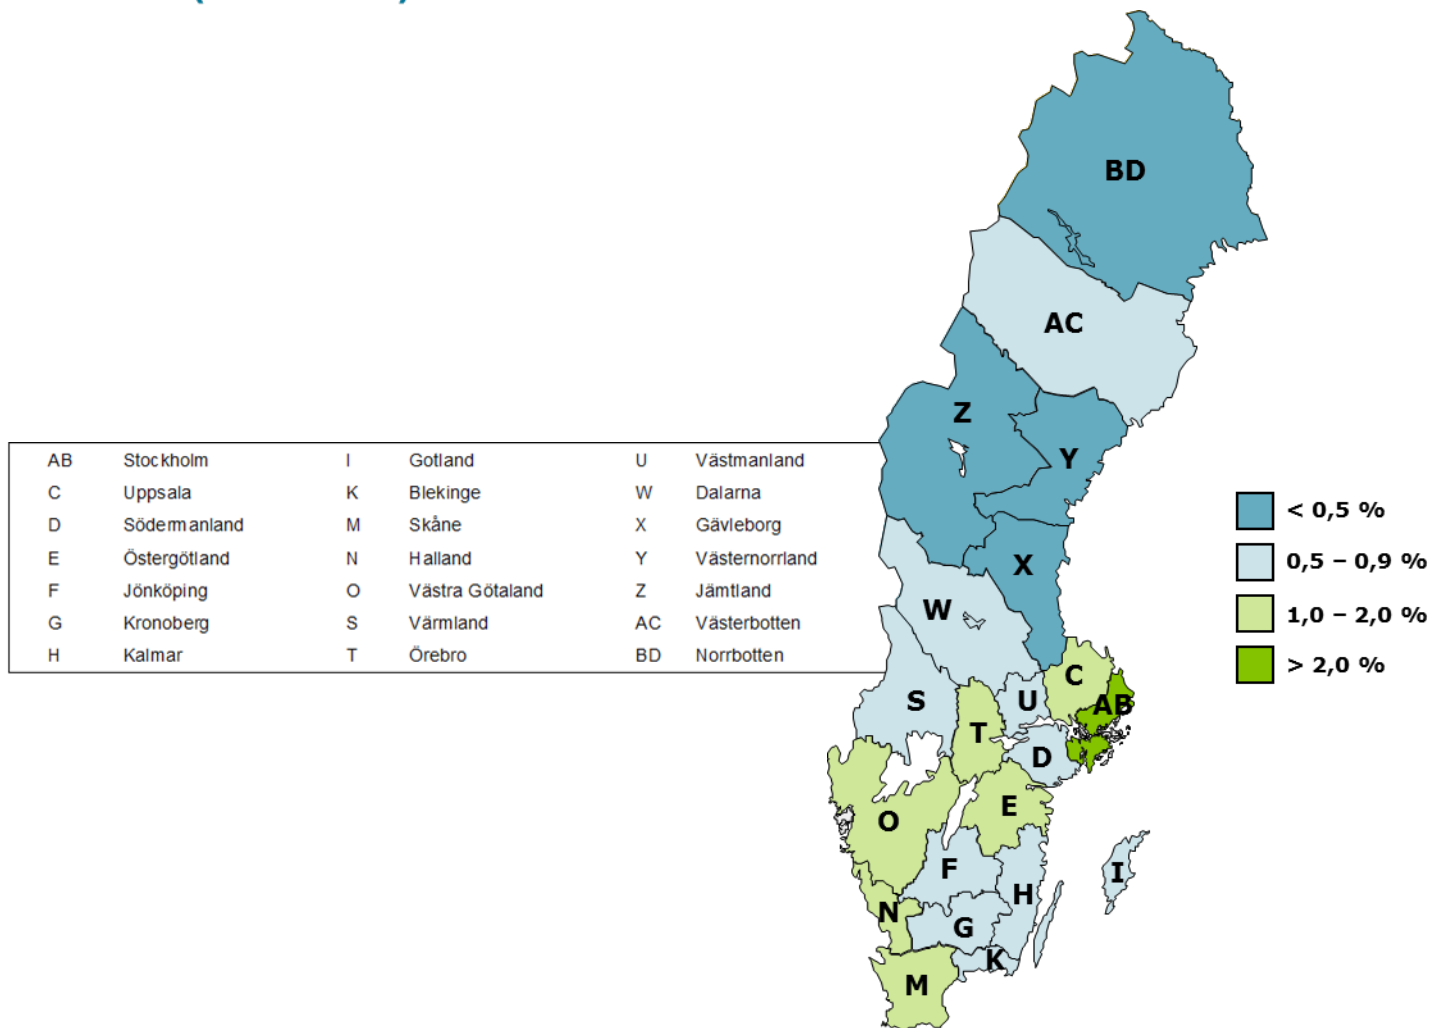 BD
AC
Z
Y
AB Stockholm I Gotland U Västmanland
C Uppsala K Blekinge W Dalarna
D Södermanland M Skåne X Gävleborg
E Östergötland N Halland Y Västernorrland
F Jönköping O Västra Götaland Z Jämtland
G Kronoberg S Värmland AC Västerbotten
H Kalmar T Örebro BD Norrbotten
< 0,5 %
0,5 – 0,9 %
1,0 – 2,0 %
> 2,0 %
X
W
C
S
U
AB
T
D
E
O
F
I
H
N
G
K
M